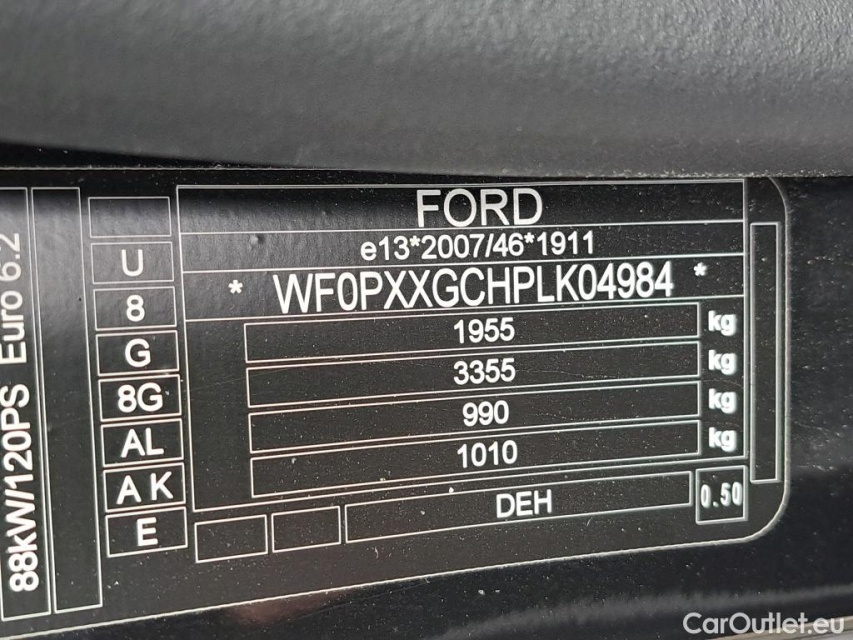 FORD
e13*2007/46*1911
* WF0PXXGCHPLK04984 *
1955 kg
3355 kg
990 kg
1010 kg
DEH 0.50
U
8
G
8G
AL
AK
E
88kW/120PS Euro 6.2
CarOutlet.eu